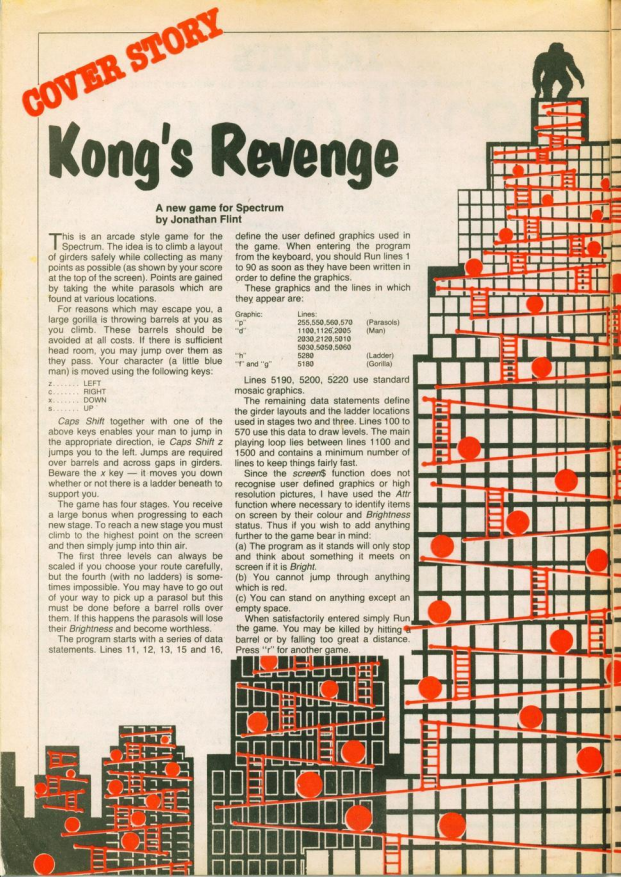 COVER STORY
Kong's Revenge
A new game for Spectrum
by Jonathan Flint
This is an arcade style game for the
Spectrum. The idea is to climb a layout
of girders safely while collecting as many
points as possible (as shown by your score
at the top of the screen). Points are gained
by taking the white parasols which are
found at various locations.
For reasons which may escape you, a
large gorilla is throwing barrels at you as
you climb. These barrels should be
avoided at all costs. If there is sufficient
head room, you may jump over them as
they pass. Your character (a little blue
man) is moved using the following keys:
z....... LEFT
c....... RIGHT
x....... DOWN
s....... UP
Caps Shift together with one of the
above keys enables your man to jump in
the appropriate direction, ie Caps Shift z
jumps you to the left. Jumps are required
over barrels and across gaps in girders.
Beware the x key — it moves you down
whether or not there is a ladder beneath to
support you.
The game has four stages. You receive
a large bonus when progressing to each
new stage. To reach a new stage you must
climb to the highest point on the screen
and then simply jump into thin air.
The first three levels can always be
scaled if you choose your route carefully,
but the fourth (with no ladders) is some-
times impossible. You may have to go out
of your way to pick up a parasol but this
must be done before a barrel rolls over
them. If this happens the parasols will lose
their Brightness and become worthless.
The program starts with a series of data
statements. Lines 11, 12, 13, 15 and 16,
define the user defined graphics used in
the game. When entering the program
from the keyboard, you should Run lines 1
to 90 as soon as they have been written in
order to define the graphics.
These graphics and the lines in which
they appear are:
Graphic: Lines:
"p" 255,550,560,570 (Parasols)
"d" 1100,1126,2005 (Man)
2030,2120,5010
5030,5050,5060
"h" 5280 (Ladder)
"f" and "g" 5180 (Gorilla)
Lines 5190, 5200, 5220 use standard
mosaic graphics.
The remaining data statements define
the girder layouts and the ladder locations
used in stages two and three. Lines 100 to
570 use this data to draw levels. The main
playing loop lies between lines 1100 and
1500 and contains a minimum number of
lines to keep things fairly fast.
Since the screen$ function does not
recognise user defined graphics or high
resolution pictures, I have used the Attr
function where necessary to identify items
on screen by their colour and Brightness
status. Thus if you wish to add anything
further to the game bear in mind:
(a) The program as it stands will only stop
and think about something it meets on
screen if it is Bright.
(b) You cannot jump through anything
which is red.
(c) You can stand on anything except an
empty space.
When satisfactorily entered simply Run
the game. You may be killed by hitting a
barrel or by falling too great a distance.
Press "r" for another game.